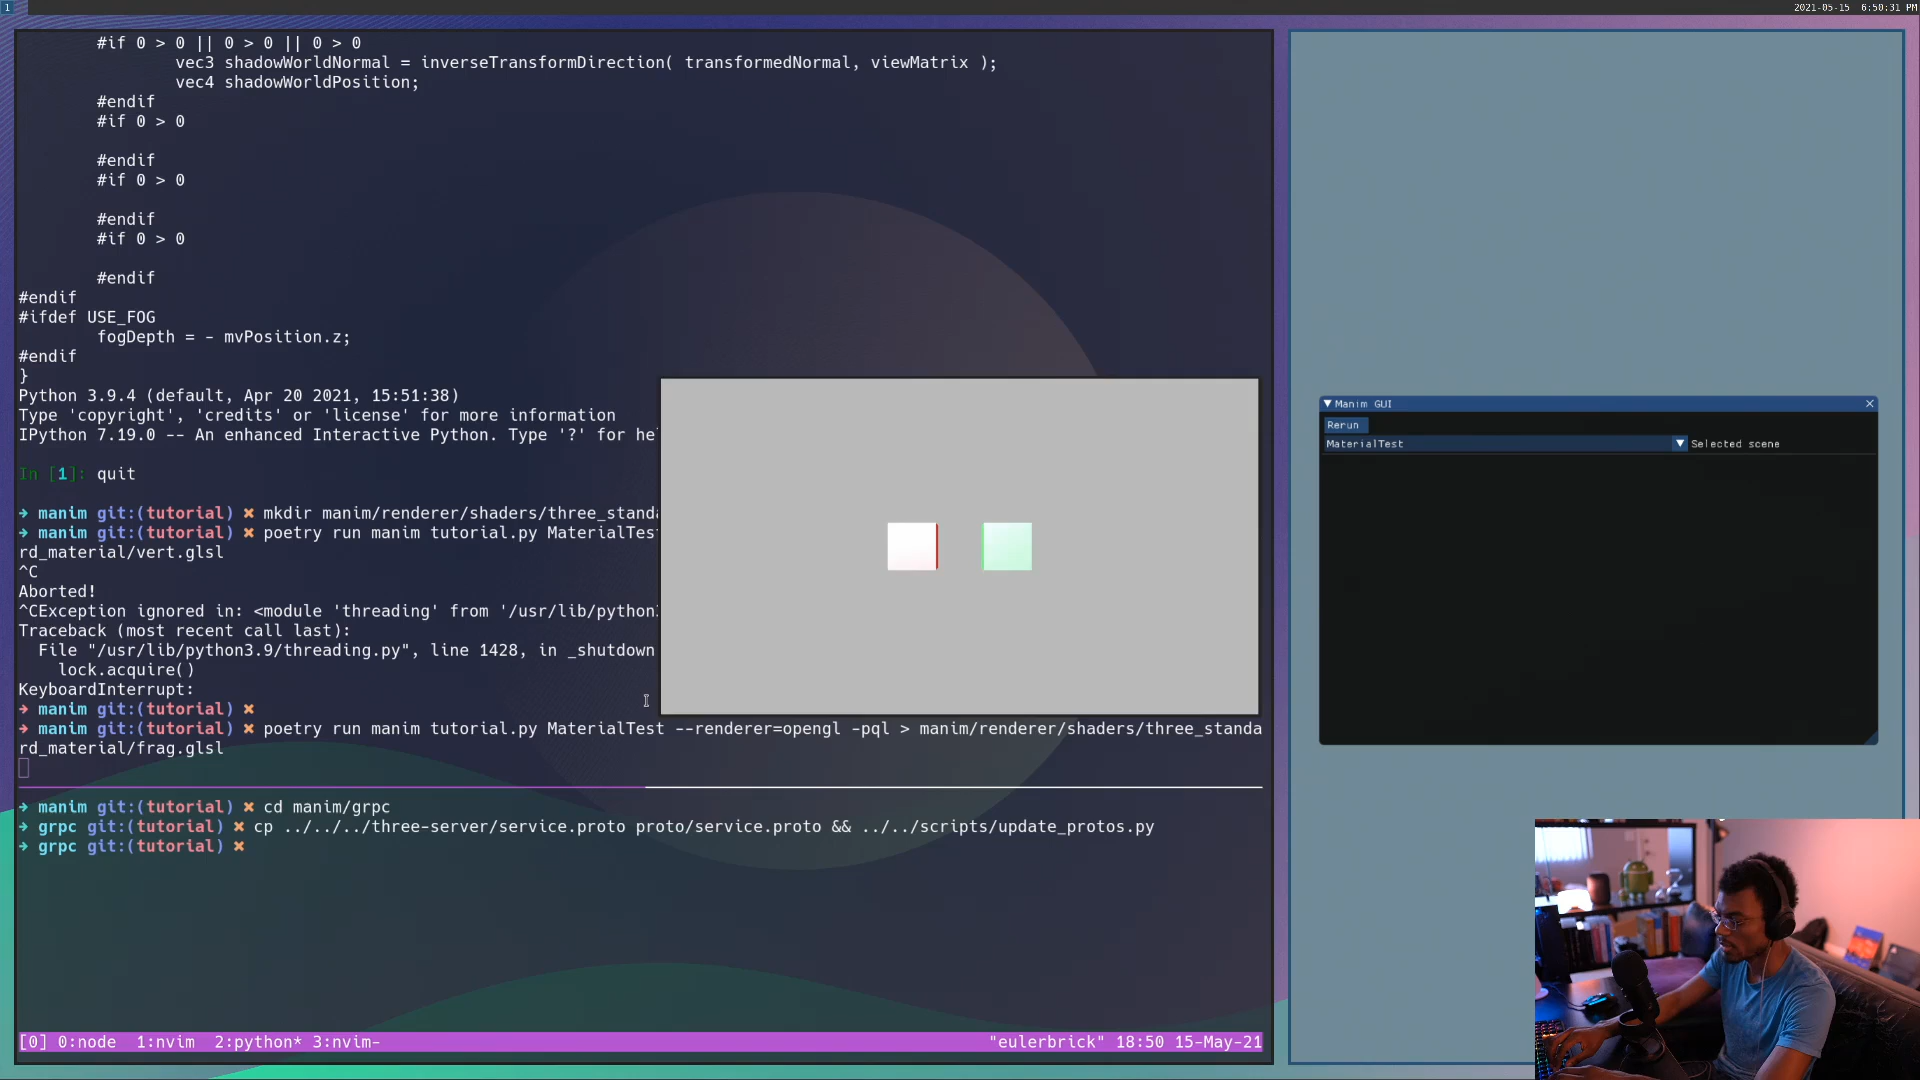 1
2021-05-15 6:50:31 PM
#if 0 > 0 || 0 > 0 || 0 > 0
vec3 shadowWorldNormal = inverseTransformDirection( transformedNormal, viewMatrix );
vec4 shadowWorldPosition;
#endif
#if 0 > 0
#endif
#if 0 > 0
#endif
#if 0 > 0
#endif
#endif
#ifdef USE_FOG
fogDepth = - mvPosition.z;
#endif
}
Python 3.9.4 (default, Apr 20 2021, 15:51:38)
Type 'copyright', 'credits' or 'license' for more information
IPython 7.19.0 -- An enhanced Interactive Python. Type '?' for he
In [1]: quit
➜ manim git:(tutorial) ✖ mkdir manim/renderer/shaders/three_standa
➜ manim git:(tutorial) ✖ poetry run manim tutorial.py MaterialTest
rd_material/vert.glsl
^C
Aborted!
^CException ignored in: <module 'threading' from '/usr/lib/python3
Traceback (most recent call last):
File "/usr/lib/python3.9/threading.py", line 1428, in _shutdown
lock.acquire()
KeyboardInterrupt:
➜ manim git:(tutorial) ✖
➜ manim git:(tutorial) ✖ poetry run manim tutorial.py MaterialTest --renderer=opengl -pql > manim/renderer/shaders/three_standa
rd_material/frag.glsl
➜ manim git:(tutorial) ✖ cd manim/grpc
➜ grpc git:(tutorial) ✖ cp ../../../three-server/service.proto proto/service.proto && ../../scripts/update_protos.py
➜ grpc git:(tutorial) ✖
[0] 0:node 1:nvim 2:python* 3:nvim- "eulerbrick" 18:50 15-May-21
▼ Manim GUI ✕
Rerun
MaterialTest ▼ Selected scene